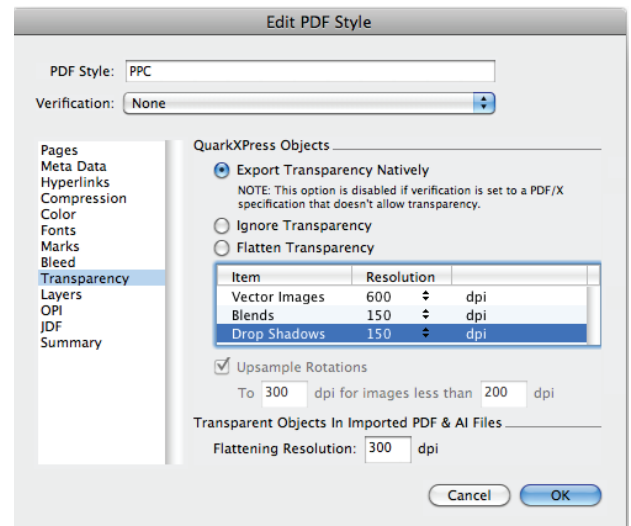 Edit PDF Style
PDF Style: PPC
Verification: None
Pages
Meta Data
Hyperlinks
Compression
Color
Fonts
Marks
Bleed
Transparency
Layers
OPI
JDF
Summary
QuarkXPress Objects
Export Transparency Natively
NOTE: This option is disabled if verification is set to a PDF/X
specification that doesn't allow transparency.
Ignore Transparency
Flatten Transparency
Item Resolution
Vector Images 600 dpi
Blends 150 dpi
Drop Shadows 150 dpi
Upsample Rotations
To 300 dpi for images less than 200 dpi
Transparent Objects In Imported PDF & AI Files
Flattening Resolution: 300 dpi
Cancel OK